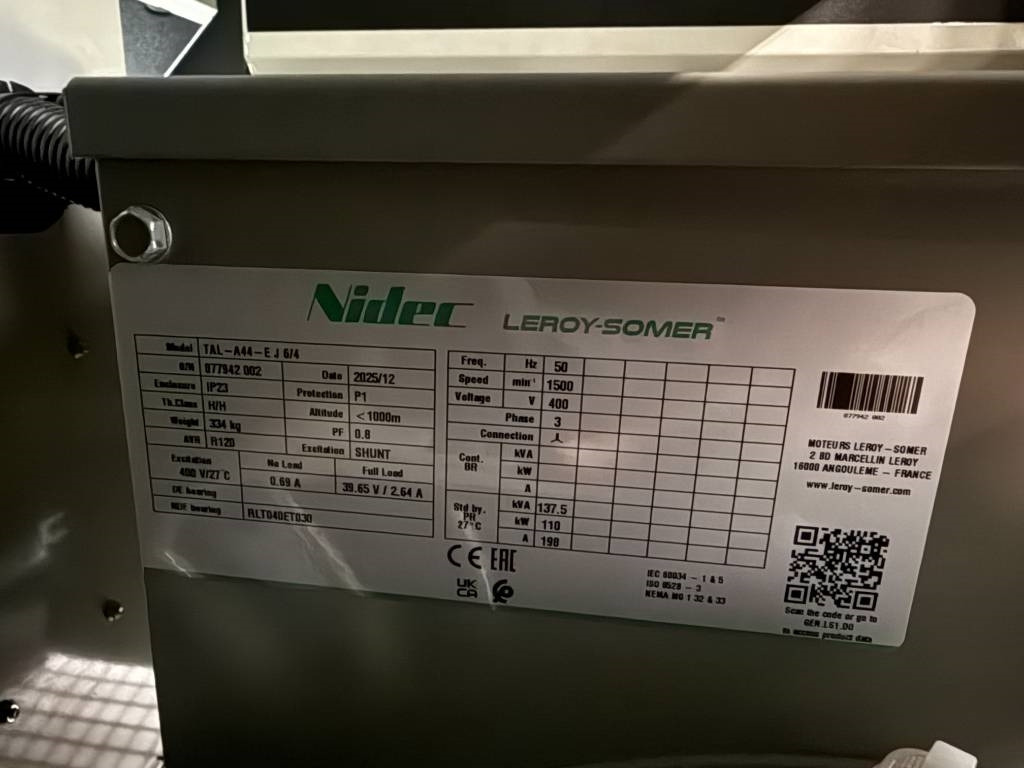 Nidec LEROY-SOMER™
Model TAL-A44-E J 6/4
S/N 077942 002 Date 2025/12
Enclosure IP23 Protection P1
Th.Class H/H Altitude <1000m
Weight 334 kg PF 0.8
AVR R120 Excitation SHUNT
Excitation No Load Full Load
400 V/27°C 0.69 A 39.65 V / 2.64 A
DE bearing
NDE bearing RLT040ET030
Freq. Hz 50
Speed min⁻¹ 1500
Voltage V 400
Phase 3
Connection
Cont. BR kVA
kW
A
Std by. PR 27°C kVA 137.5
kW 110
A 198
CE EAC
UK CA
IEC 60034 - 1 & 5
ISO 8528 - 3
NEMA MG 1 32 & 33
077942 002
MOTEURS LEROY-SOMER
2 BD MARCELLIN LEROY
16000 ANGOULEME - FRANCE
www.leroy-somer.com
Scan the code or go to
GEN.LS1.DO
to access product data